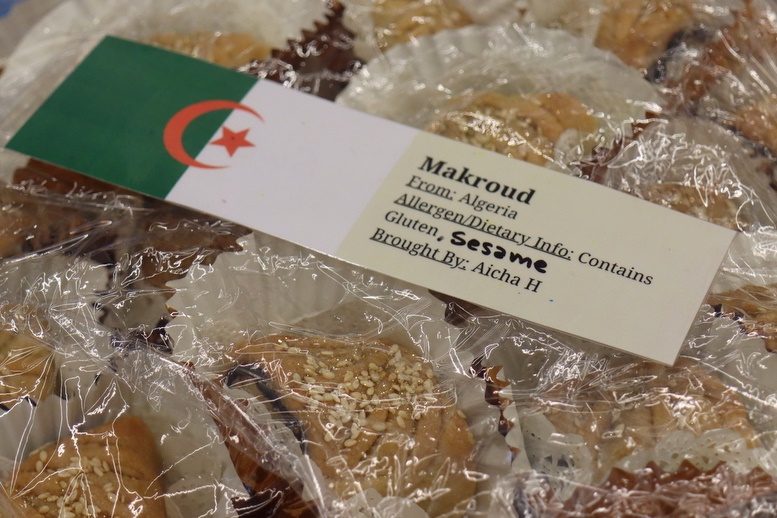 Makroud
From: Algeria
Allergen/Dietary Info: Contains
Gluten, Sesame
Brought By: Aicha H